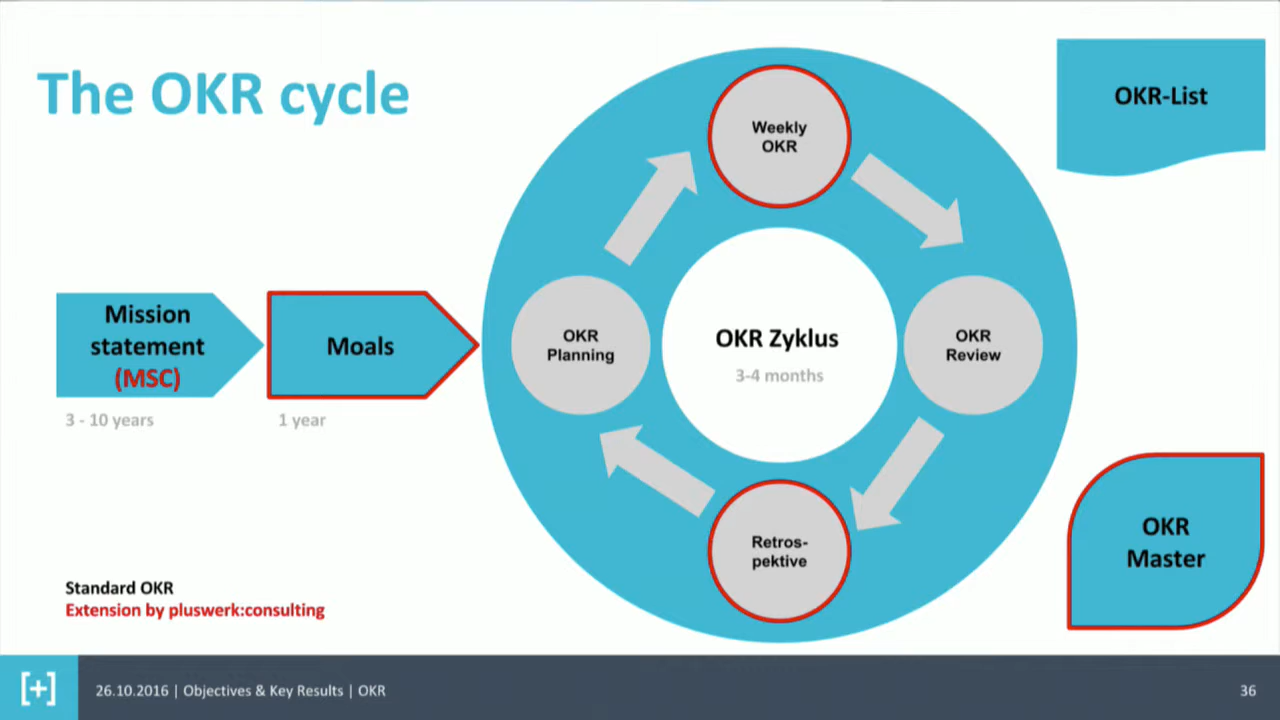 The OKR cycle
OKR-List
Weekly
OKR
OKR
Planning
OKR Zyklus
3-4 months
OKR
Review
Retros-
pektive
Mission
statement
(MSC)
3 - 10 years
Moals
1 year
OKR
Master
Standard OKR
Extension by pluswerk:consulting
[+]
26.10.2016 | Objectives & Key Results | OKR
36